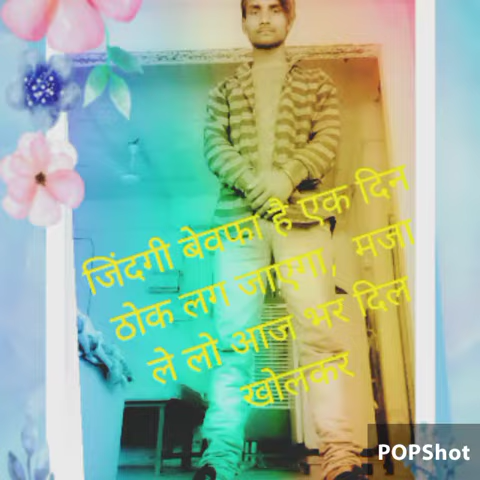 जिंदगी बेवफा है एक दिन
ठोक लग जाएगा, मजा
ले लो आज भर दिल
खोलकर
POPShot